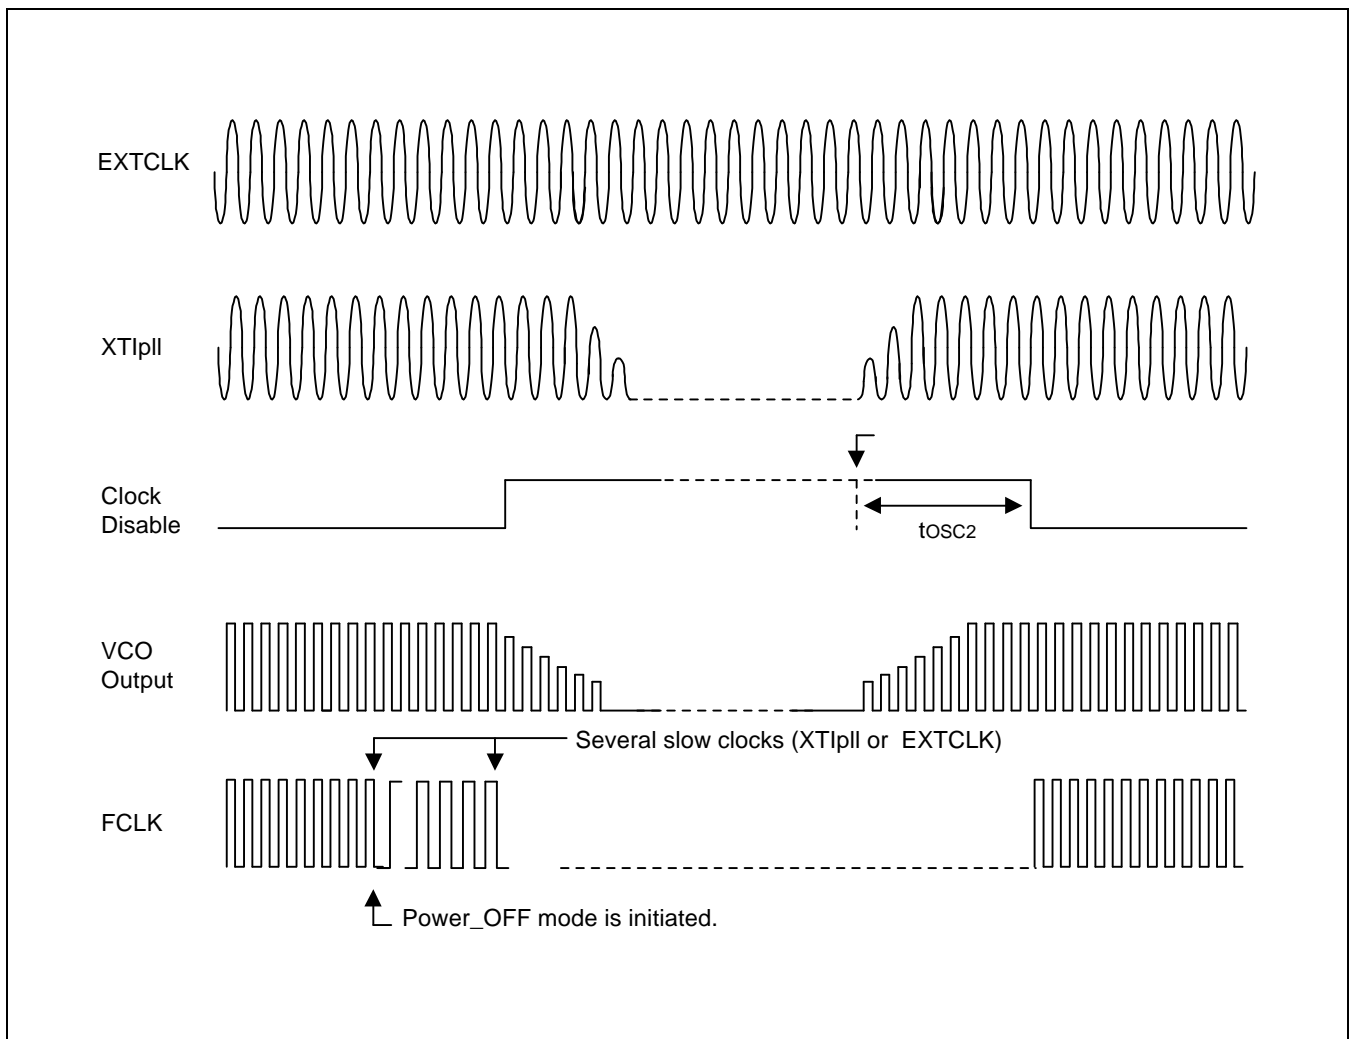 EXTCLK
XTIpll
Clock
Disable
tOSC2
VCO
Output
Several slow clocks (XTIpll or EXTCLK)
FCLK
Power_OFF mode is initiated.